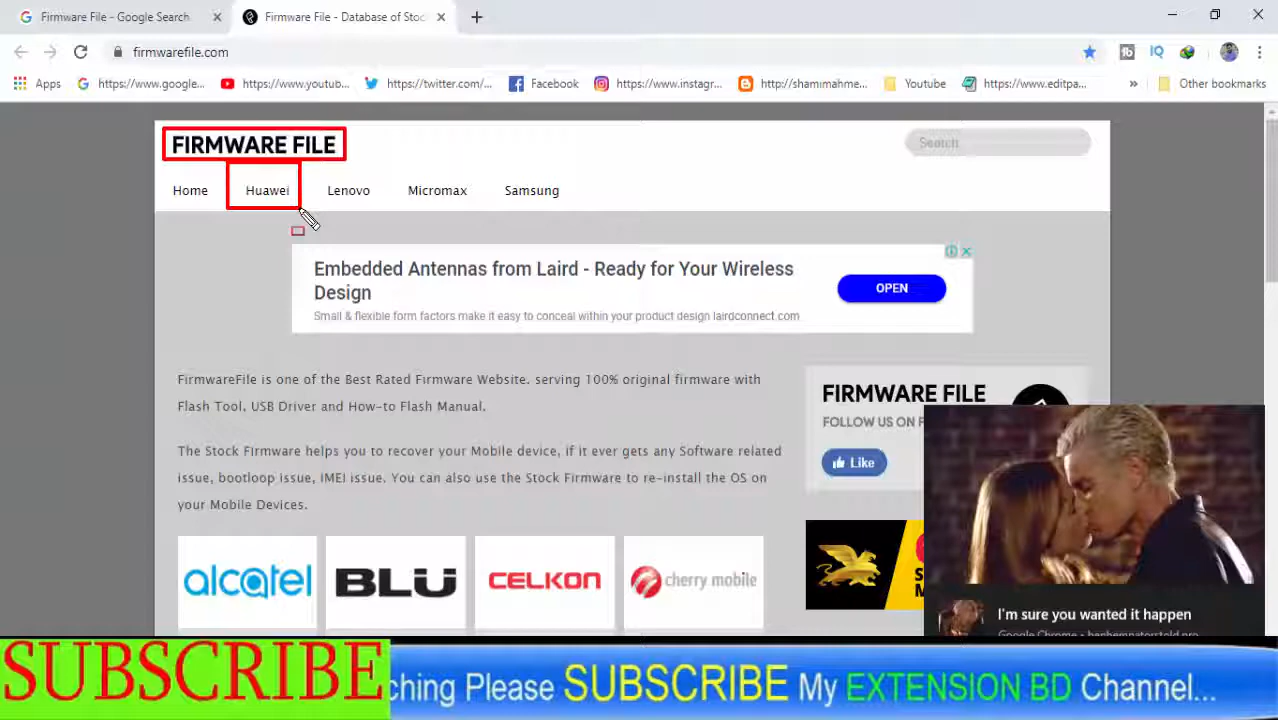 Firmware File - Google Search
Firmware File - Database of Stoc
firmwarefile.com
Apps
https://www.google...
https://www.youtub...
https://twitter.com/...
Facebook
https://www.instagr...
http://shamimahme...
Youtube
https://www.editpa...
Other bookmarks
FIRMWARE FILE
Search
Home
Huawei
Lenovo
Micromax
Samsung
Embedded Antennas from Laird - Ready for Your Wireless
Design
Small & flexible form factors make it easy to conceal within your product design lairdconnect.com
OPEN
FirmwareFile is one of the Best Rated Firmware Website. serving 100% original firmware with
Flash Tool, USB Driver and How-to Flash Manual.
The Stock Firmware helps you to recover your Mobile device, if it ever gets any Software related
issue, bootloop issue, IMEI issue. You can also use the Stock Firmware to re-install the OS on
your Mobile Devices.
FIRMWARE FILE
FOLLOW US ON F
Like
alcatel
BLU
CELKON
cherry mobile
I'm sure you wanted it happen
SUBSCRIBE
ching Please SUBSCRIBE My EXTENSION BD Channel...